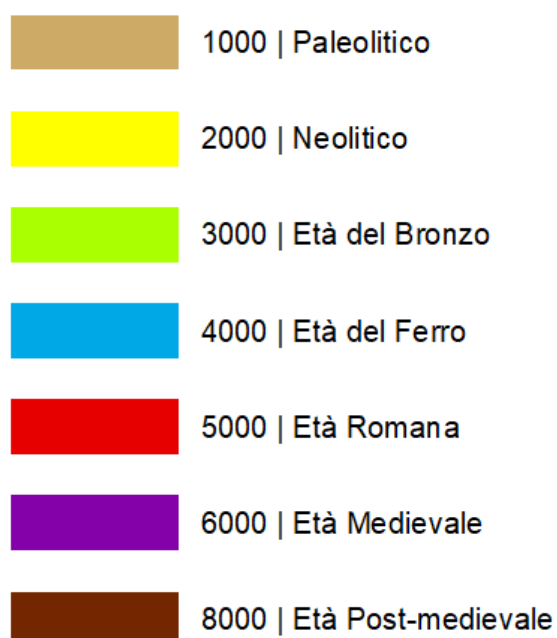 1000 | Paleolitico
2000 | Neolitico
3000 | Età del Bronzo
4000 | Età del Ferro
5000 | Età Romana
6000 | Età Medievale
8000 | Età Post-medievale